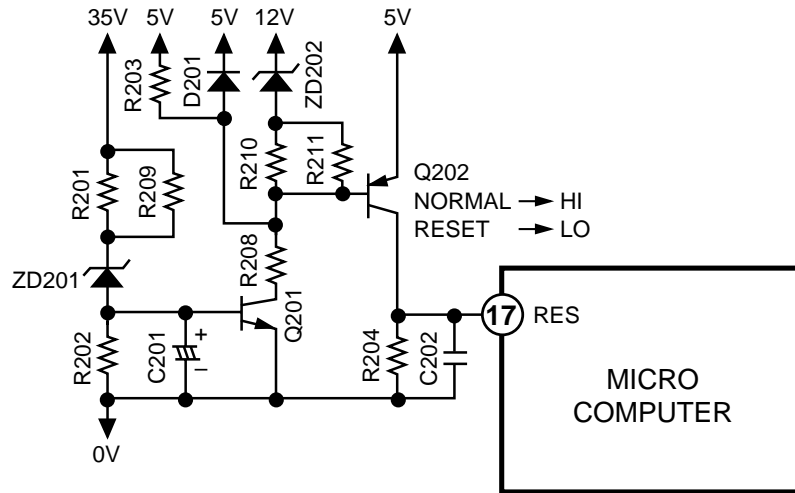 35V 5V 5V 12V 5V
R203
D201
ZD202
R201
R209
R210
R211
Q202
NORMAL → HI
RESET → LO
ZD201
R208
Q201
R202
C201
+
–
R204
C202
17 RES
MICRO
COMPUTER
0V